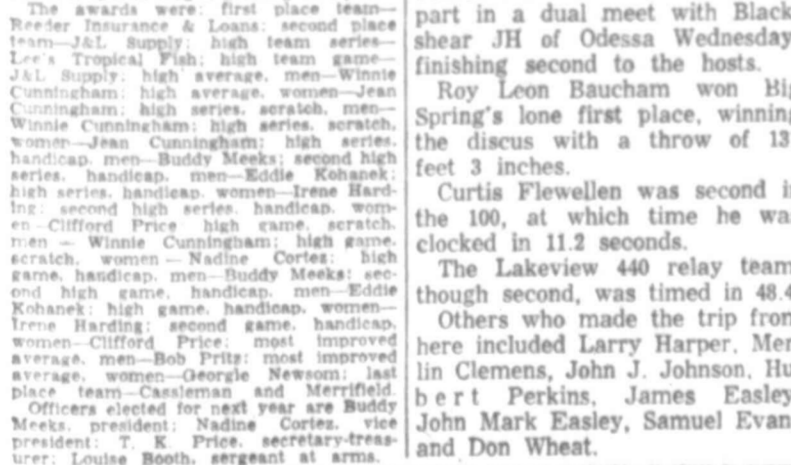 The awards were: first place team—
Reeder Insurance & Loans; second place
team—J&L Supply; high team series—
Lee's Tropical Fish; high team game—
J&L Supply; high average, men—Winnie
Cunningham; high average, women—Jean
Cunningham; high series, scratch, men—
Winnie Cunningham; high series, scratch,
women—Jean Cunningham; high series,
handicap, men—Buddy Meeks; second high
series, handicap, men—Eddie Kohanek;
high series, handicap, women—Irene Hard-
ing; second high series, handicap, wom-
en—Clifford Price; high game, scratch,
men — Winnie Cunningham; high game,
scratch, women — Nadine Cortez; high
game, handicap, men—Buddy Meeks; sec-
ond high game, handicap, men—Eddie
Kohanek; high game, handicap, women—
Irene Harding; second game, handicap,
women—Clifford Price; most improved
average, men—Bob Pritz; most improved
average, women—Georgie Newsom; last
place team—Cassleman and Merrifield.
Officers elected for next year are Buddy
Meeks, president; Nadine Cortez, vice
president; T. K. Price, secretary-treas-
urer; Louise Booth, sergeant at arms.
part in a dual meet with Black
shear JH of Odessa Wednesday
finishing second to the hosts.
Roy Leon Baucham won Big
Spring's lone first place, winning
the discus with a throw of 13
feet 3 inches.
Curtis Flewellen was second i
the 100, at which time he wa
clocked in 11.2 seconds.
The Lakeview 440 relay team
though second, was timed in 48.4
Others who made the trip from
here included Larry Harper, Mer
lin Clemens, John J. Johnson, Hu
bert Perkins, James Easley
John Mark Easley, Samuel Evan
and Don Wheat.